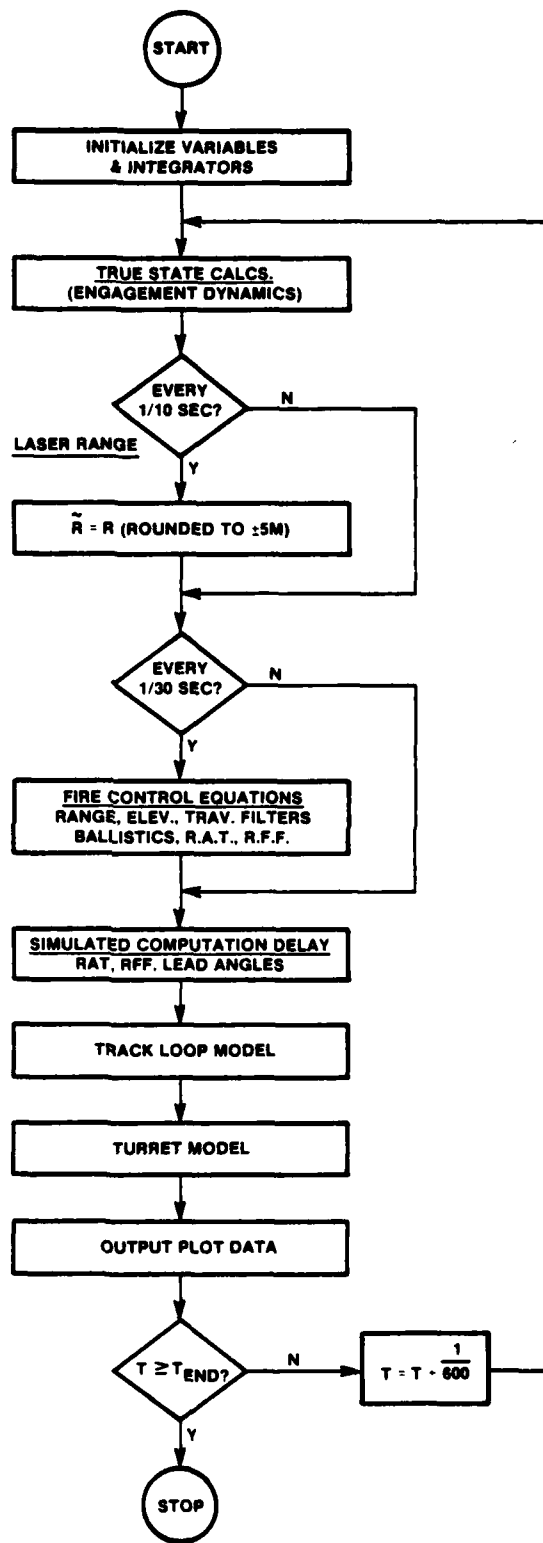 START
INITIALIZE VARIABLES
& INTEGRATORS
TRUE STATE CALCS.
(ENGAGEMENT DYNAMICS)
EVERY
1/10 SEC?
N
LASER RANGE
Y
R̃ = R (ROUNDED TO ±5M)
EVERY
1/30 SEC?
N
Y
FIRE CONTROL EQUATIONS
RANGE, ELEV., TRAV. FILTERS
BALLISTICS, R.A.T., R.F.F.
SIMULATED COMPUTATION DELAY
RAT, RFF. LEAD ANGLES
TRACK LOOP MODEL
TURRET MODEL
OUTPUT PLOT DATA
T ≥ TEND?
N
T = T + 1/600
Y
STOP